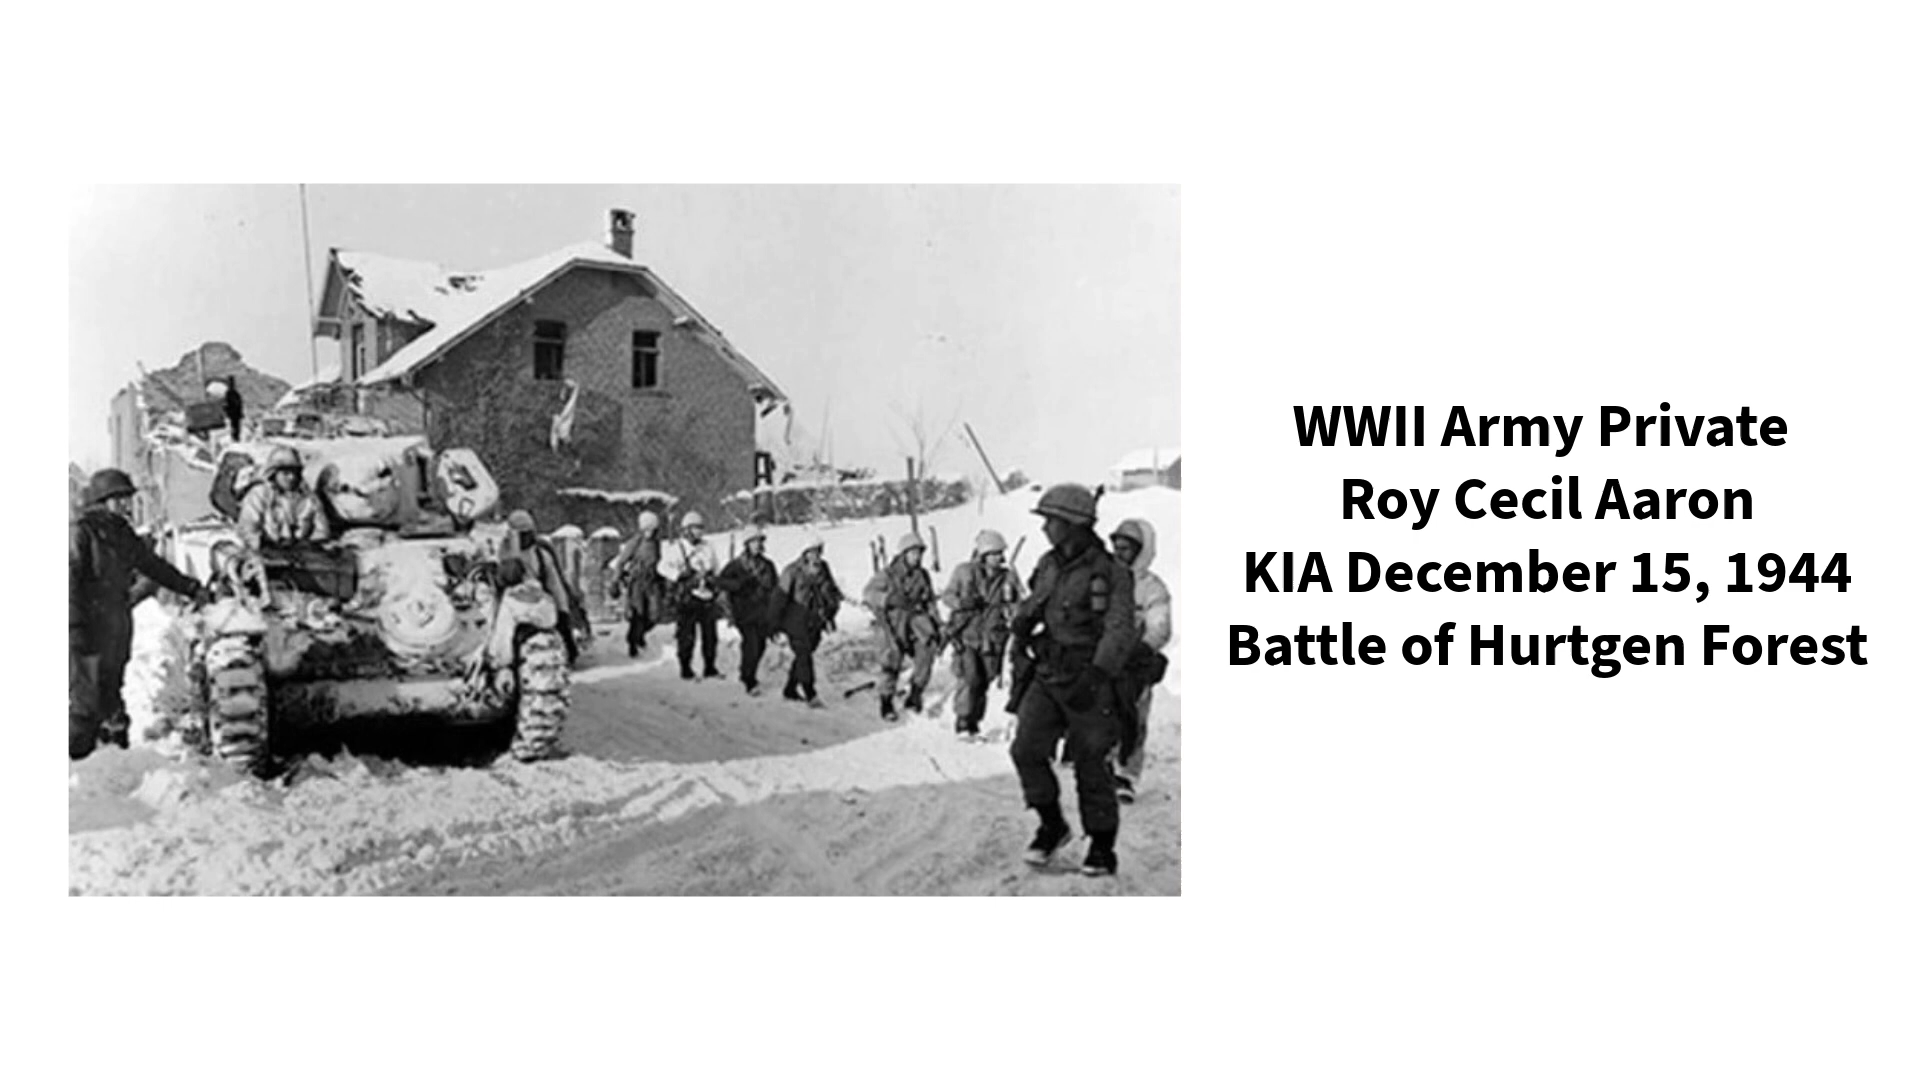 WWII Army Private
Roy Cecil Aaron
KIA December 15, 1944
Battle of Hurtgen Forest